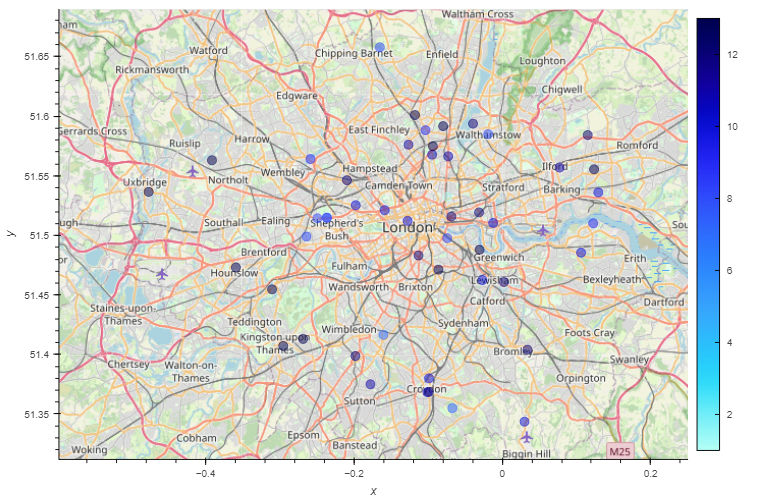 Waltham Cross
ham
51.65
Watford
Chipping Barnet
Enfield
Rickmansworth
Loughton
Edgware
Chigwell
51.6
errards Cross
East Finchley
Walthamstow
Ruislip
Harrow
Romford
Ilford
51.55
Uxbridge
Northolt
Wembley
Hampstead
Camden Town
Stratford
Barking
ugh
Southall
Ealing
Shepherd's
Bush
London
51.5
Brentford
Greenwich
Erith
Hounslow
Fulham
Lewisham
Bexleyheath
51.45
Wandsworth
Brixton
Catford
Dartford
Staines-upon-
Thames
Teddington
Wimbledon
Sydenham
Foots Cray
Kingston upon
Thames
51.4
Chertsey
Walton-on-
Thames
Swanley
Orpington
Sutton
Croydon
51.35
Cobham
Epsom
Banstead
Woking
Biggin Hill
M25
−0.4
−0.2
0
0.2
x
y
12
10
8
6
4
2